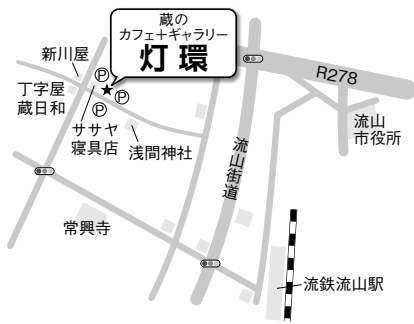 蔵の
カフェ+ギャラリー
灯環
新川屋
丁字屋
蔵日和
P
P
P
ササヤ
寝具店
浅間神社
R278
流山
市役所
流山街道
常興寺
流鉄流山駅